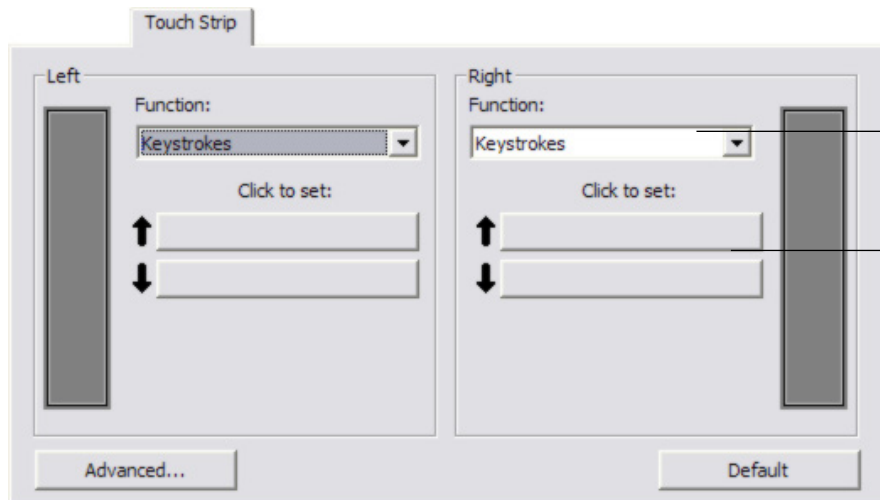 Touch Strip
Left
Function:
Keystrokes
Click to set:
Right
Function:
Keystrokes
Click to set:
Advanced...
Default